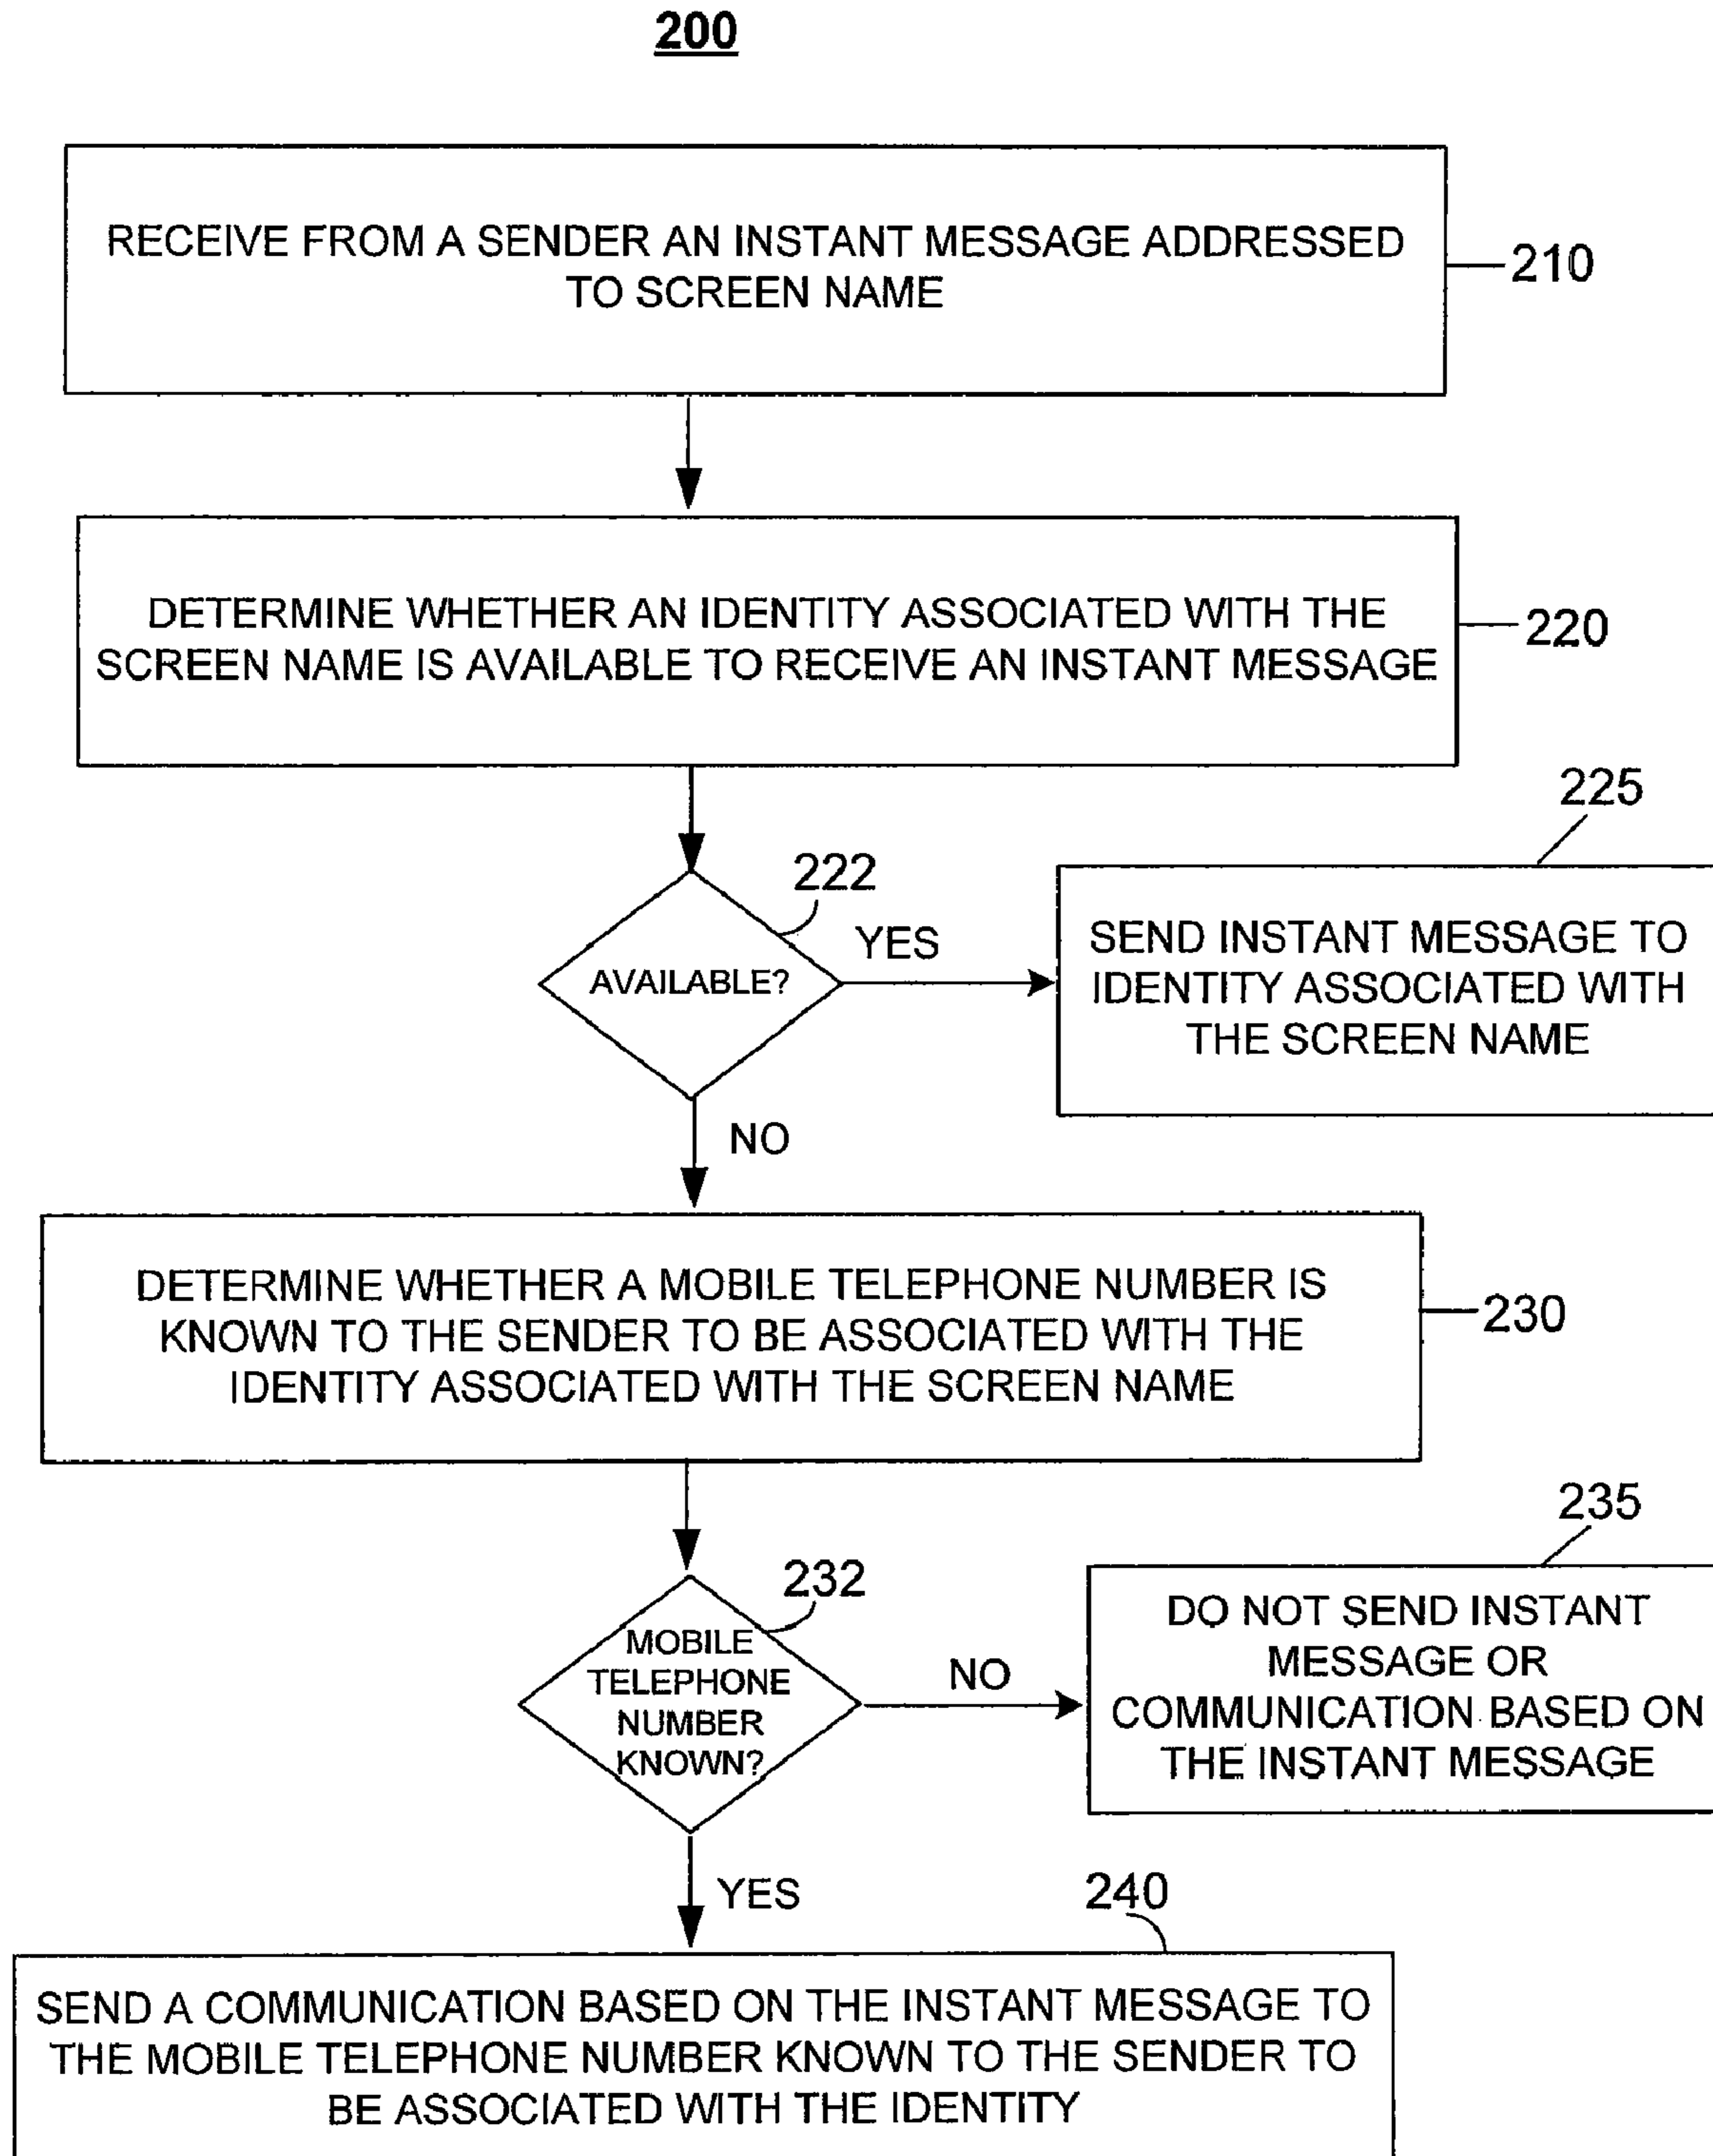 200
RECEIVE FROM A SENDER AN INSTANT MESSAGE ADDRESSED
TO SCREEN NAME
210
DETERMINE WHETHER AN IDENTITY ASSOCIATED WITH THE
SCREEN NAME IS AVAILABLE TO RECEIVE AN INSTANT MESSAGE
220
222
AVAILABLE?
YES
225
SEND INSTANT MESSAGE TO
IDENTITY ASSOCIATED WITH
THE SCREEN NAME
NO
DETERMINE WHETHER A MOBILE TELEPHONE NUMBER IS
KNOWN TO THE SENDER TO BE ASSOCIATED WITH THE
IDENTITY ASSOCIATED WITH THE SCREEN NAME
230
232
MOBILE
TELEPHONE
NUMBER
KNOWN?
NO
235
DO NOT SEND INSTANT
MESSAGE OR
COMMUNICATION BASED ON
THE INSTANT MESSAGE
YES
240
SEND A COMMUNICATION BASED ON THE INSTANT MESSAGE TO
THE MOBILE TELEPHONE NUMBER KNOWN TO THE SENDER TO
BE ASSOCIATED WITH THE IDENTITY